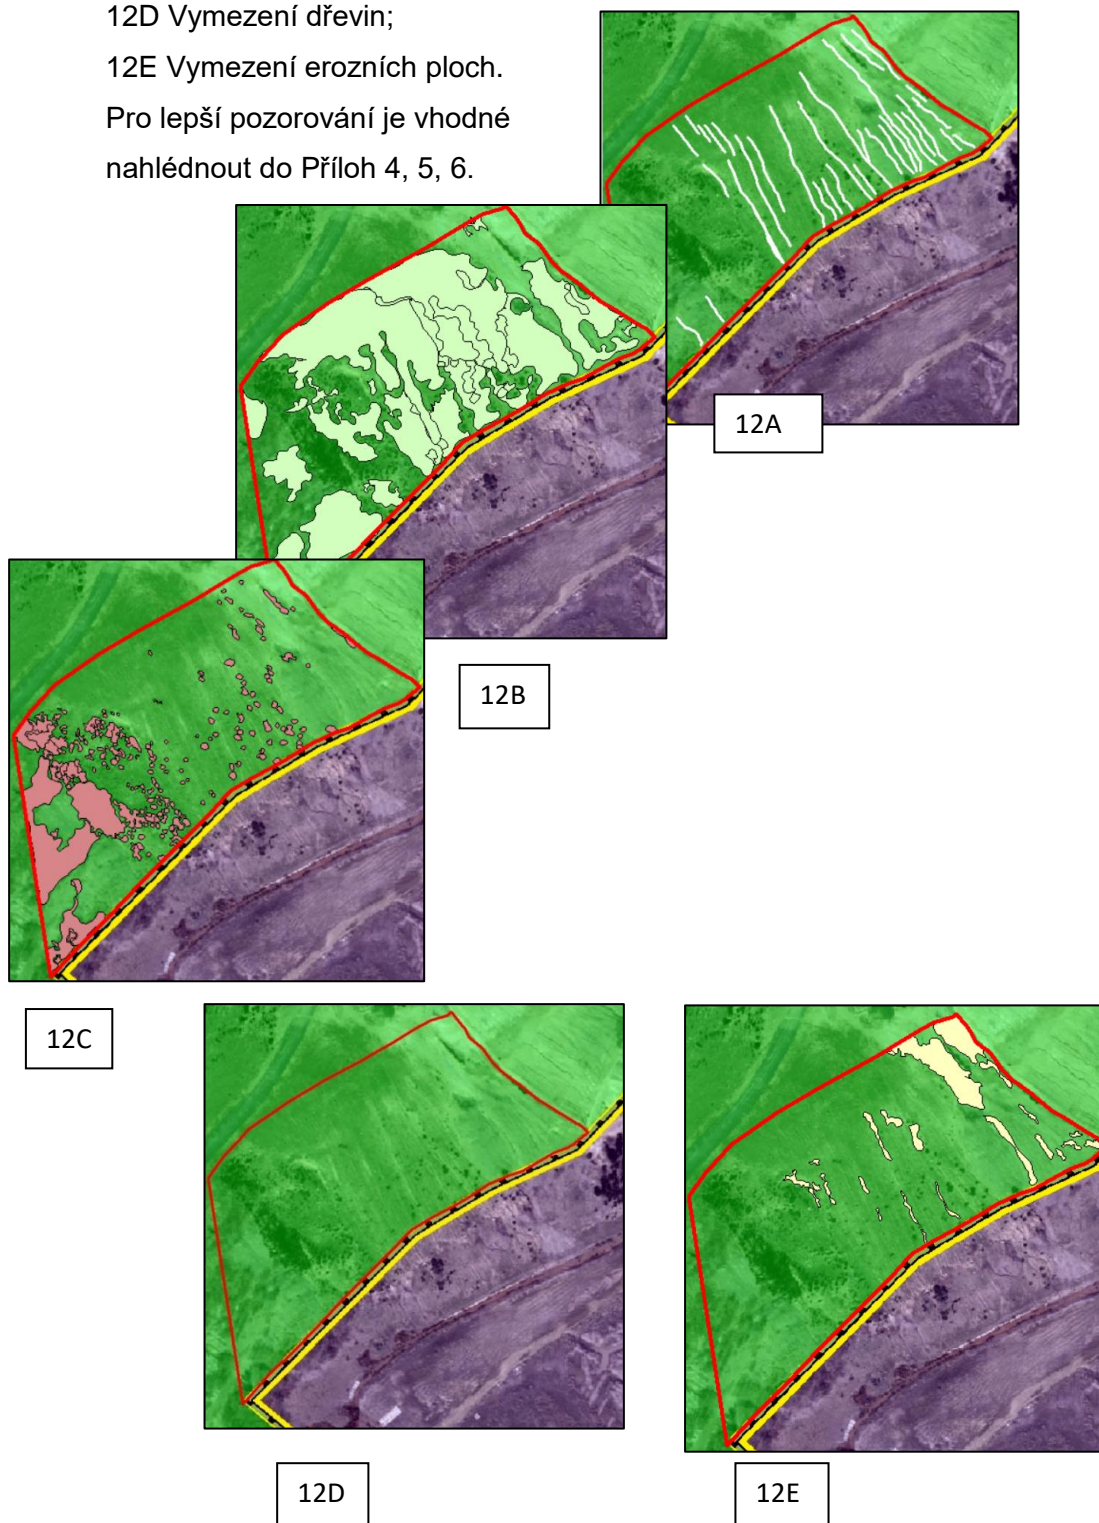 12D Vymezení dřevin;
12E Vymezení erozních ploch.
Pro lepší pozorování je vhodné
nahlédnout do Příloh 4, 5, 6.
12A
12B
12C
12D
12E